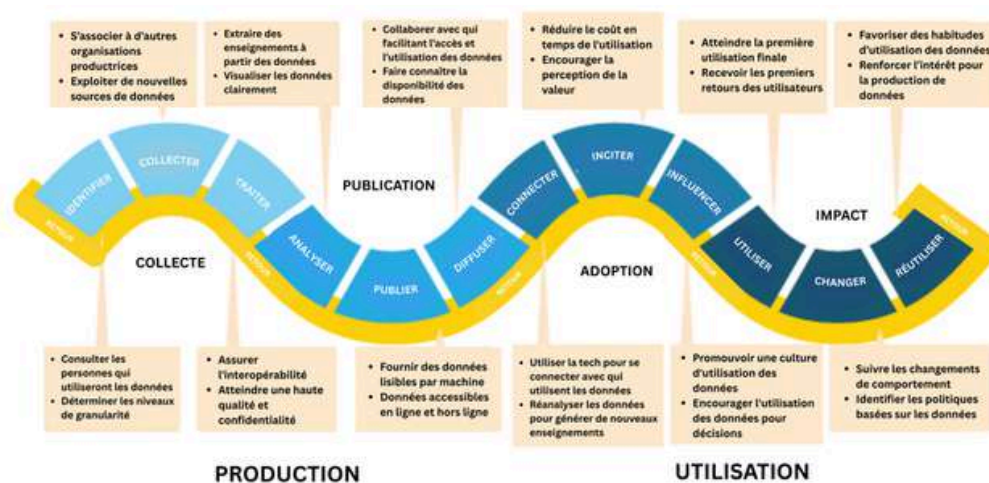 S'associer à d'autres
organisations
productrices
Exploiter de nouvelles
sources de données
Extraire des
enseignements à
partir des données
Visualiser les données
clairement
Collaborer avec qui
facilitant l'accès et
l'utilisation des données
Faire connaître la
disponibilité des
données
Réduire le coût en
temps de l'utilisation
Encourager la
perception de la
valeur
Atteindre la première
utilisation finale
Recevoir les premiers
retours des utilisateurs
Favoriser des habitudes
d'utilisation des données
Renforcer l'intérêt pour
la production de
données
IDENTIFIER
COLLECTER
TRAITER
ANALYSER
PUBLIER
DIFFUSER
CONNECTER
INCITER
INFLUENCER
UTILISER
CHANGER
RÉUTILISER
RETOUR
RETOUR
RETOUR
RETOUR
RETOUR
COLLECTE
PUBLICATION
ADOPTION
IMPACT
Consulter les
personnes qui
utiliseront les données
Déterminer les niveaux
de granularité
Assurer
l'interopérabilité
Atteindre une haute
qualité et
confidentialité
Fournir des données
lisibles par machine
Données accessibles
en ligne et hors ligne
Utiliser la tech pour se
connecter avec qui
utilisent les données
Réanalyser les données
pour générer de nouveaux
enseignements
Promouvoir une culture
d'utilisation des
données
Encourager l'utilisation
des données pour
décisions
Suivre les changements
de comportement
Identifier les politiques
basées sur les données
PRODUCTION
UTILISATION